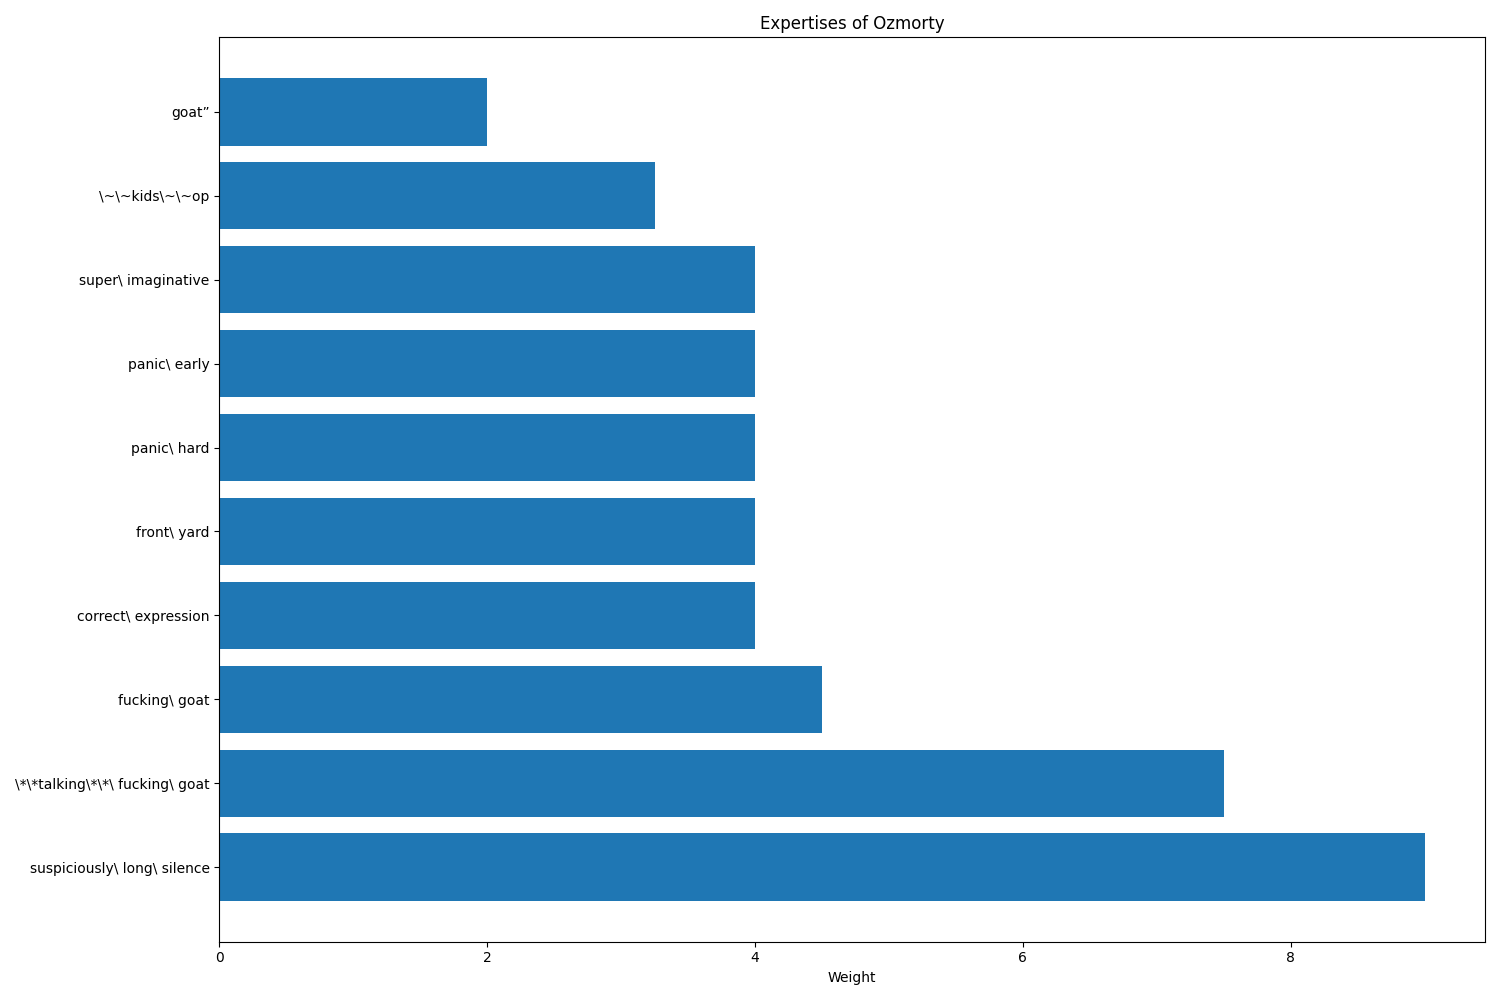 Expertises of Ozmorty
goat”
\~\~kids\~\~op
super\ imaginative
panic\ early
panic\ hard
front\ yard
correct\ expression
fucking\ goat
\*\*talking\*\*\ fucking\ goat
suspiciously\ long\ silence
0 2 4 6 8
Weight